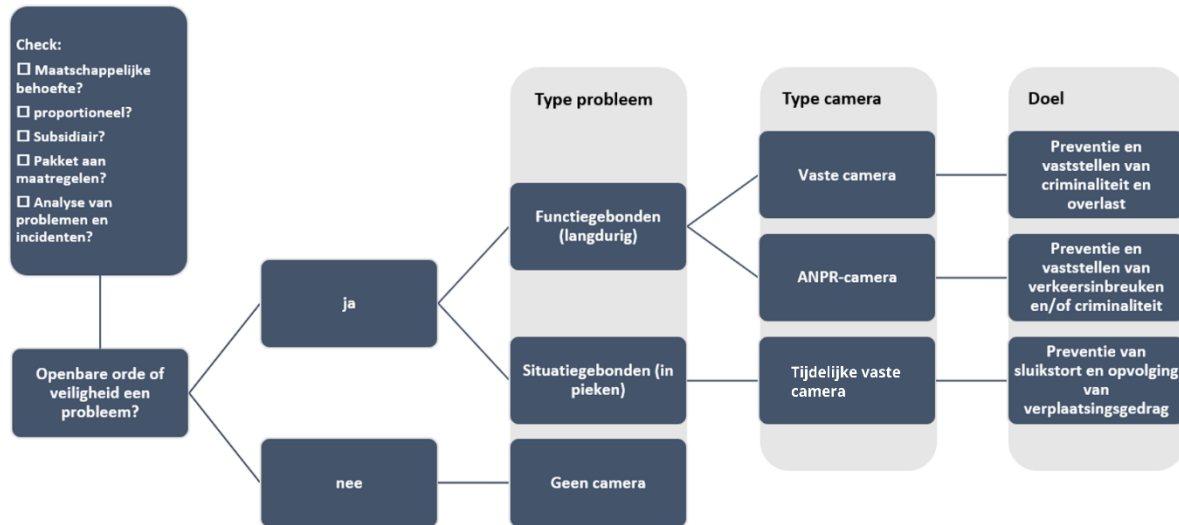 Check:
☐ Maatschappelijke
behoefte?
☐ proportioneel?
☐ Subsidiair?
☐ Pakket aan
maatregelen?
☐ Analyse van
problemen en
incidenten?
Openbare orde of
veiligheid een
probleem?
ja
nee
Type probleem
Functiegebonden
(langdurig)
Situatiegebonden (in
pieken)
Geen camera
Type camera
Vaste camera
ANPR-camera
Tijdelijke vaste
camera
Doel
Preventie en
vaststellen van
criminaliteit en
overlast
Preventie en
vaststellen van
verkeersinbreuken
en/of criminaliteit
Preventie van
sluikstort en opvolging
van
verplaatsingsgedrag